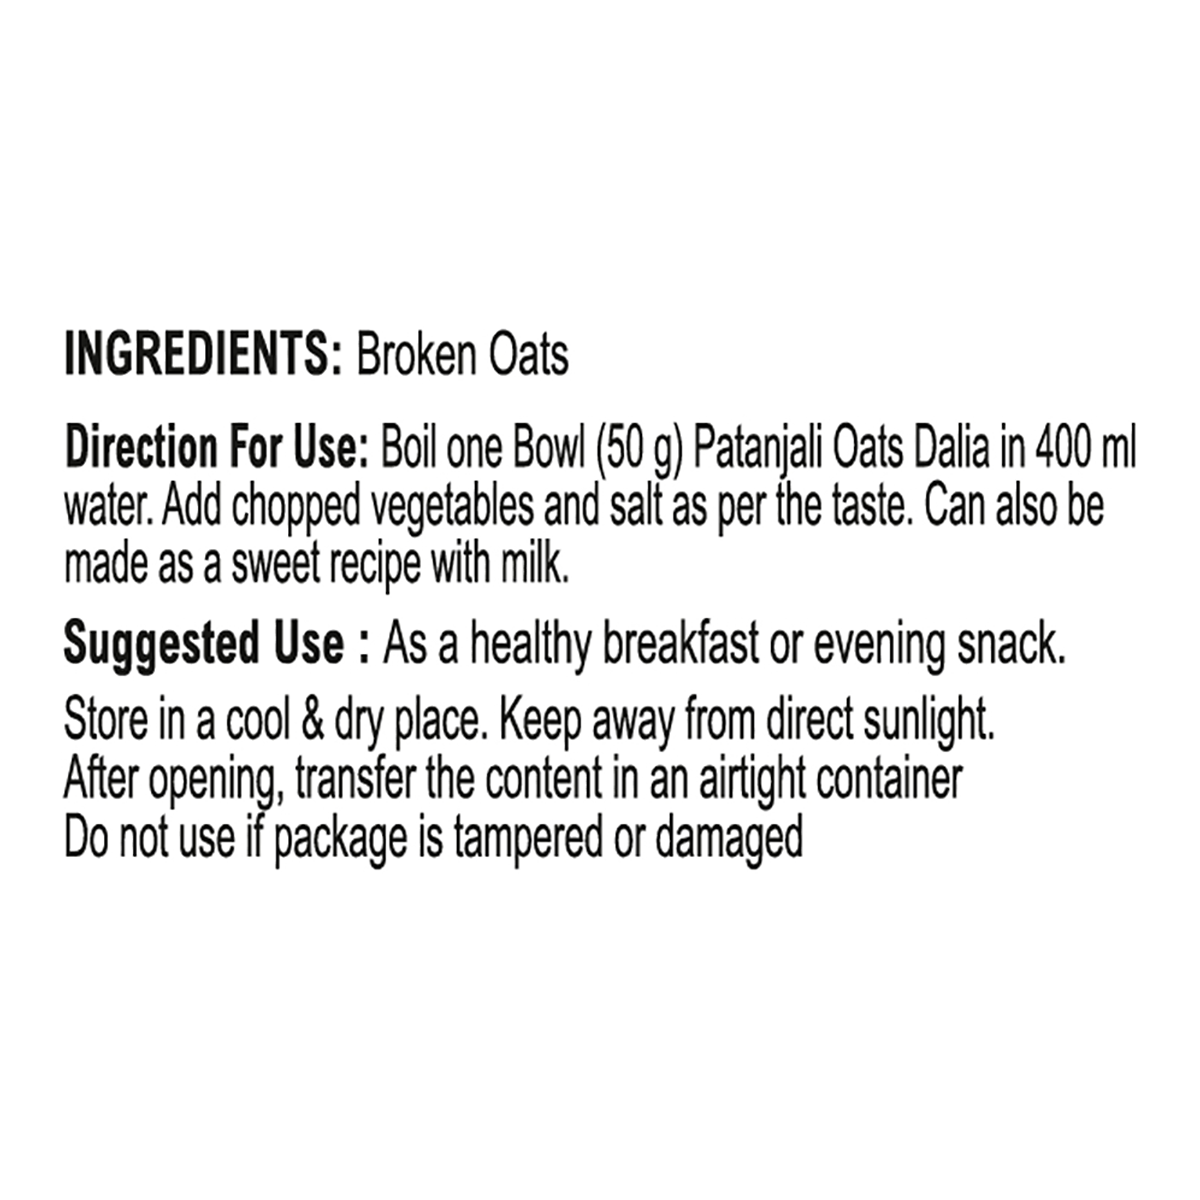 INGREDIENTS: Broken Oats
Direction For Use: Boil one Bowl (50 g) Patanjali Oats Dalia in 400 ml
water. Add chopped vegetables and salt as per the taste. Can also be
made as a sweet recipe with milk.
Suggested Use : As a healthy breakfast or evening snack.
Store in a cool & dry place. Keep away from direct sunlight.
After opening, transfer the content in an airtight container
Do not use if package is tampered or damaged